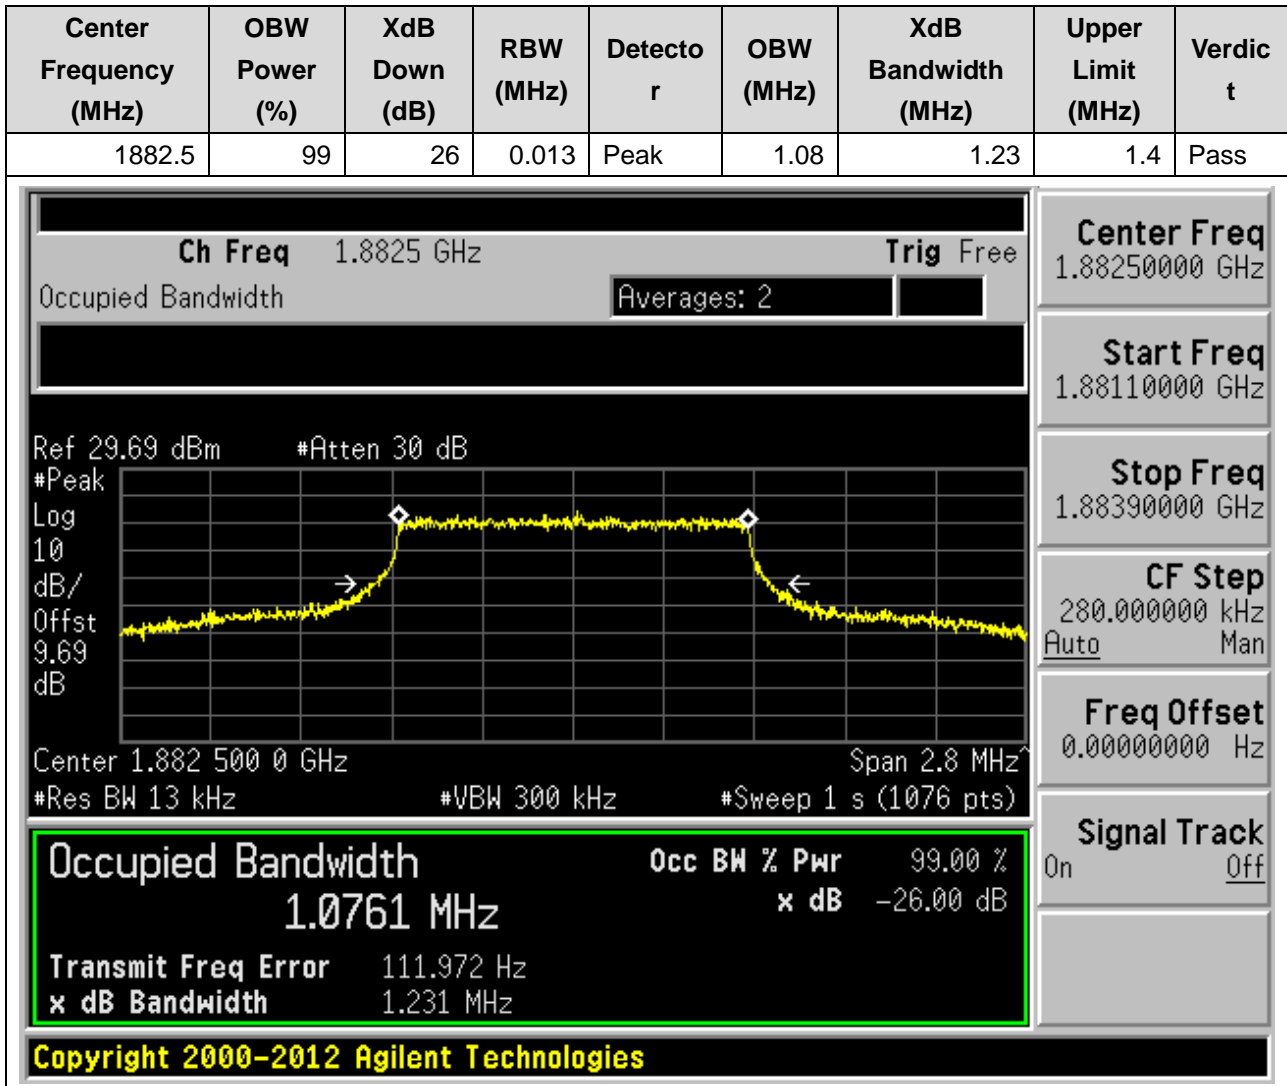 Center Frequency (MHz) OBW Power (%) XdB Down (dB) RBW (MHz) Detecto r OBW (MHz) XdB Bandwidth (MHz) Upper Limit (MHz) Verdic t
1882.5 99 26 0.013 Peak 1.08 1.23 1.4 Pass
Ch Freq 1.8825 GHz Trig Free
Occupied Bandwidth Averages: 2
Ref 29.69 dBm #Atten 30 dB
#Peak
Log
10
dB/
Offst
9.69
dB
Center 1.882 500 0 GHz Span 2.8 MHz^
#Res BW 13 kHz #VBW 300 kHz #Sweep 1 s (1076 pts)
Occupied Bandwidth Occ BW % Pwr 99.00 %
1.0761 MHz x dB -26.00 dB
Transmit Freq Error 111.972 Hz
x dB Bandwidth 1.231 MHz
Copyright 2000-2012 Agilent Technologies
Center Freq
1.88250000 GHz
Start Freq
1.88110000 GHz
Stop Freq
1.88390000 GHz
CF Step
280.000000 kHz
Auto Man
Freq Offset
0.00000000 Hz
Signal Track
On Off